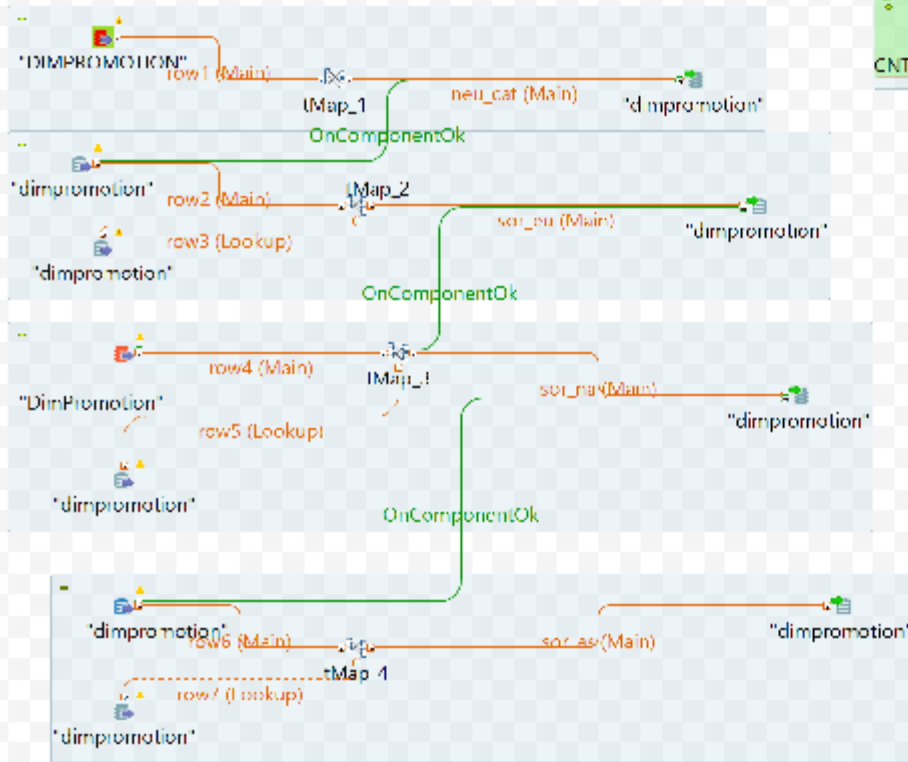 "DIMPROMOTION"
row1 (Main)
tMap_1
neu_cat (Main)
"dimpromotion"
CNT
OnComponentOk
"dimpromotion"
row2 (Main)
tMap_2
row3 (Lookup)
sor_eu (Main)
"dimpromotion"
"dimpromotion"
OnComponentOk
row4 (Main)
tMap_3
"DimPromotion"
(Main)
"dimpromotion"
row5 (Lookup)
"dimpromotion"
OnComponentOk
"dimpromotion"
row6 (Main)
tMap_4
sor_as (Main)
"dimpromotion"
row7 (Lookup)
"dimpromotion"